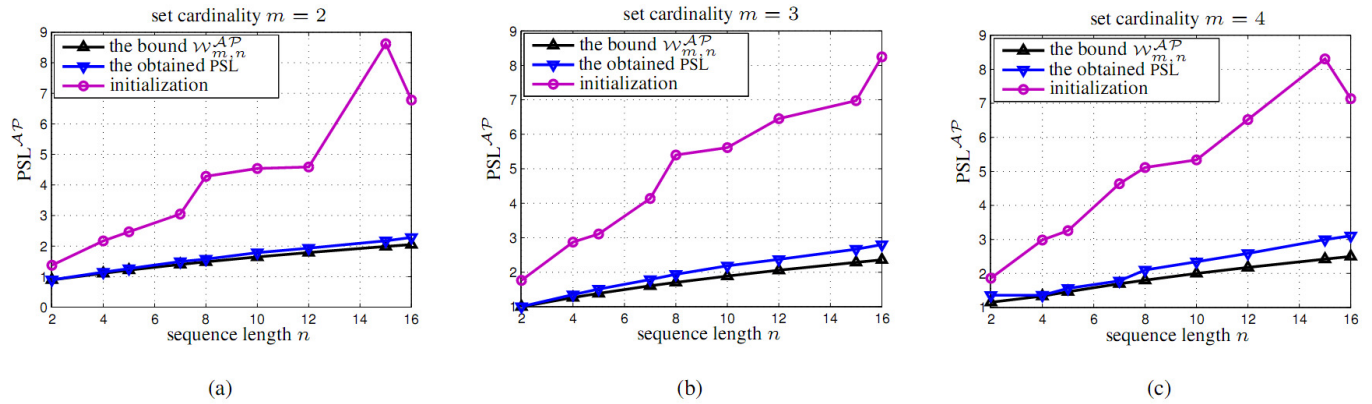 set cardinality m = 2
9
8
7
6
5
4
3
2
1
0
PSL^AP
the bound W^AP_m,n
the obtained PSL
initialization
2 4 6 8 10 12 14 16
sequence length n
(a)
set cardinality m = 3
9
8
7
6
5
4
3
2
1
PSL^AP
the bound W^AP_m,n
the obtained PSL
initialization
2 4 6 8 10 12 14 16
sequence length n
(b)
set cardinality m = 4
9
8
7
6
5
4
3
2
1
PSL^AP
the bound W^AP_m,n
the obtained PSL
initialization
2 4 6 8 10 12 14 16
sequence length n
(c)